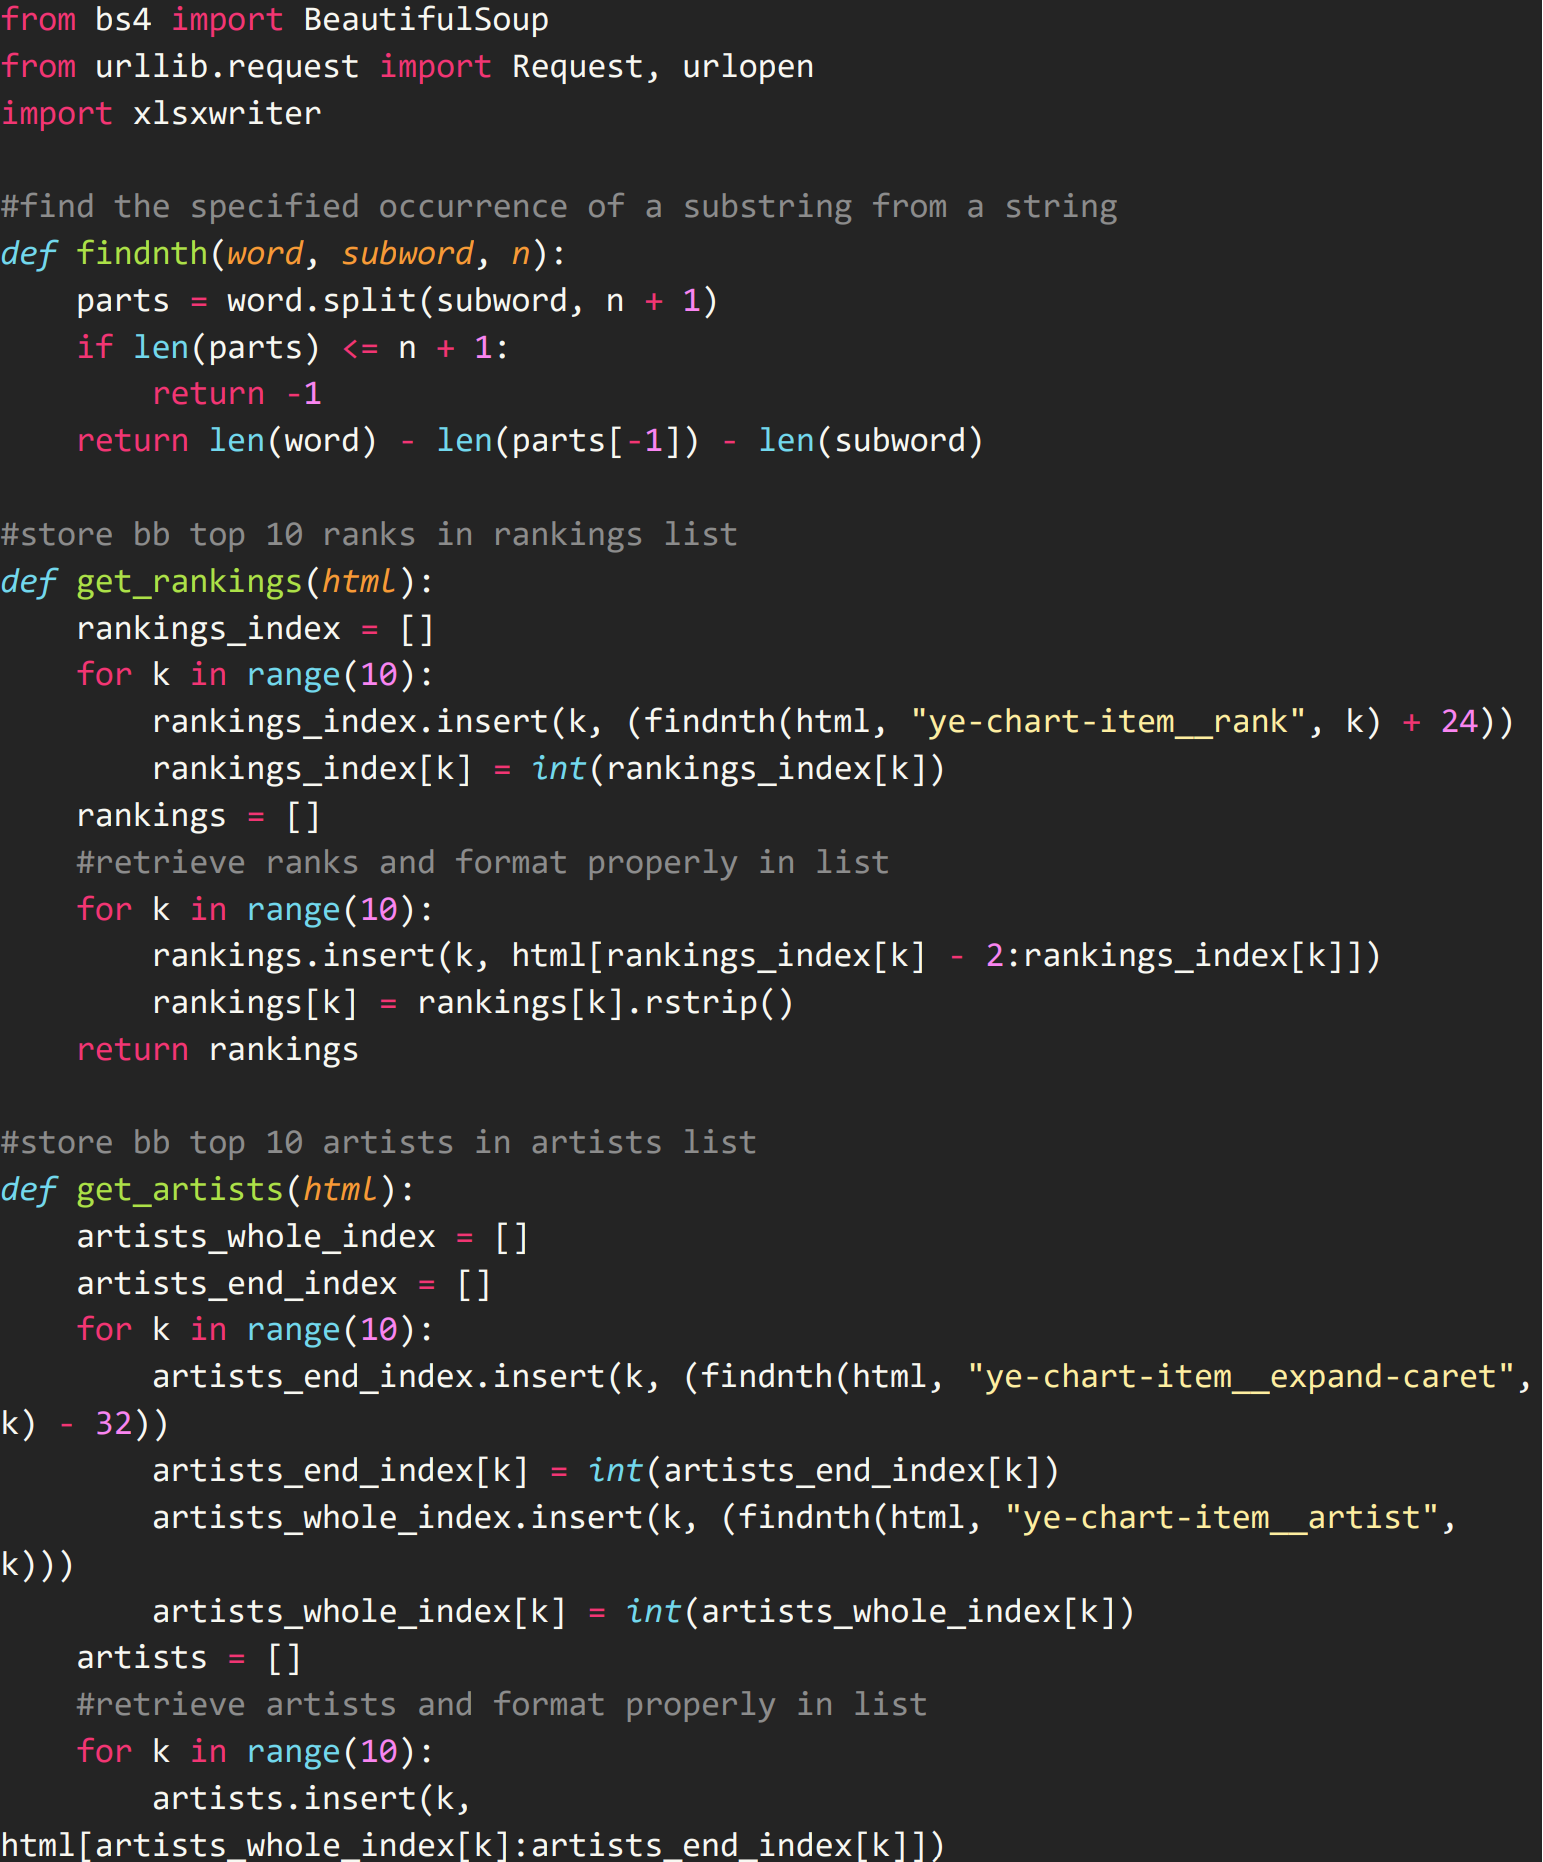 from bs4 import BeautifulSoup
from urllib.request import Request, urlopen
import xlsxwriter

#find the specified occurrence of a substring from a string
def findnth(word, subword, n):
    parts = word.split(subword, n + 1)
    if len(parts) <= n + 1:
        return -1
    return len(word) - len(parts[-1]) - len(subword)

#store bb top 10 ranks in rankings list
def get_rankings(html):
    rankings_index = []
    for k in range(10):
        rankings_index.insert(k, (findnth(html, "ye-chart-item__rank", k) + 24))
        rankings_index[k] = int(rankings_index[k])
    rankings = []
    #retrieve ranks and format properly in list
    for k in range(10):
        rankings.insert(k, html[rankings_index[k] - 2:rankings_index[k]])
        rankings[k] = rankings[k].rstrip()
    return rankings

#store bb top 10 artists in artists list
def get_artists(html):
    artists_whole_index = []
    artists_end_index = []
    for k in range(10):
        artists_end_index.insert(k, (findnth(html, "ye-chart-item__expand-caret",
k) - 32))
        artists_end_index[k] = int(artists_end_index[k])
        artists_whole_index.insert(k, (findnth(html, "ye-chart-item__artist",
k)))
        artists_whole_index[k] = int(artists_whole_index[k])
    artists = []
    #retrieve artists and format properly in list
    for k in range(10):
        artists.insert(k,
html[artists_whole_index[k]:artists_end_index[k]])